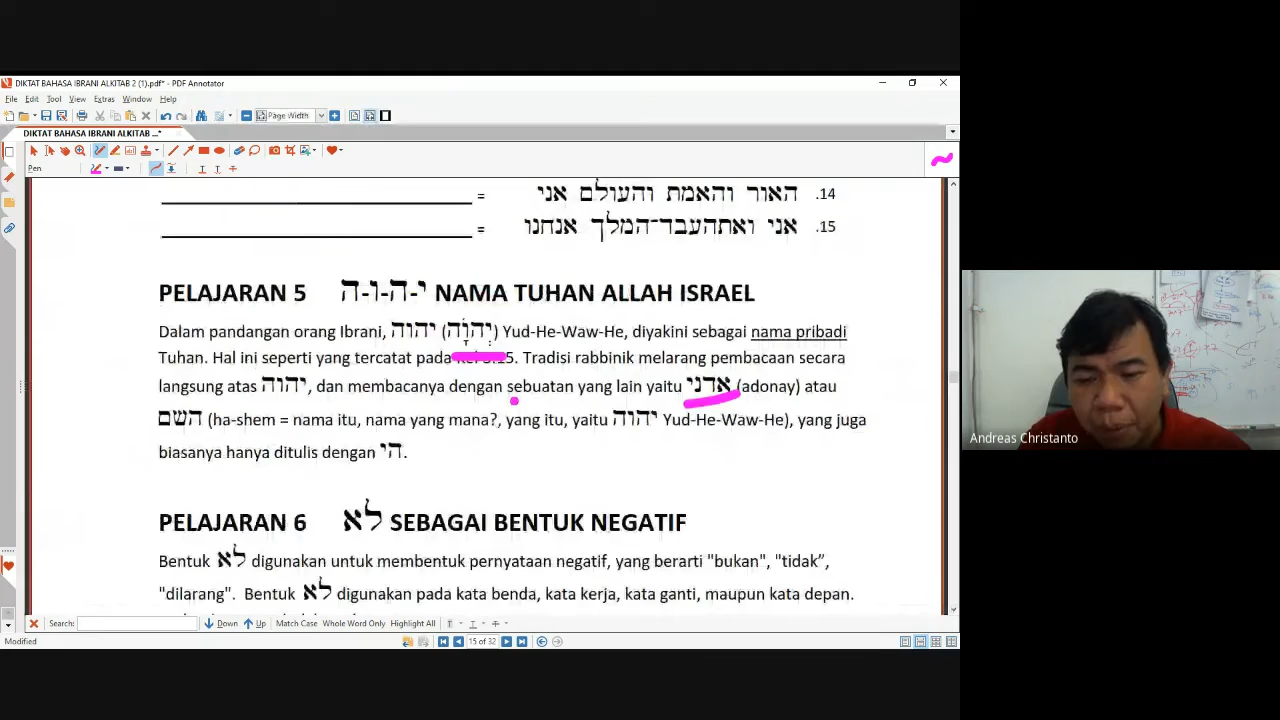 DIKTAT BAHASA IBRANI ALKITAB 2 (1).pdf* - PDF Annotator
File Edit Tool View Extras Window Help
Page Width
DIKTAT BAHASA IBRANI ALKITAB ...*
Pen
.14 האור והאמת והעולם אני = 
.15 אני ואתהעבד־המלך אנחנו = 
PELAJARAN 5 י-ה-ו-ה NAMA TUHAN ALLAH ISRAEL
Dalam pandangan orang Ibrani, יהוה (יְהוָֹה) Yud-He-Waw-He, diyakini sebagai nama pribadi
Tuhan. Hal ini seperti yang tercatat pada 15. Tradisi rabbinik melarang pembacaan secara
langsung atas יהוה, dan membacanya dengan sebuatan yang lain yaitu אדני (adonay) atau
השם (ha-shem = nama itu, nama yang mana?, yang itu, yaitu יהוה Yud-He-Waw-He), yang juga
biasanya hanya ditulis dengan הי.
PELAJARAN 6 לא SEBAGAI BENTUK NEGATIF
Bentuk לא digunakan untuk membentuk pernyataan negatif, yang berarti "bukan", "tidak",
"dilarang". Bentuk לא digunakan pada kata benda, kata kerja, kata ganti, maupun kata depan.
Search: Down Up Match Case Whole Word Only Highlight All
Modified 15 of 32
Andreas Christanto